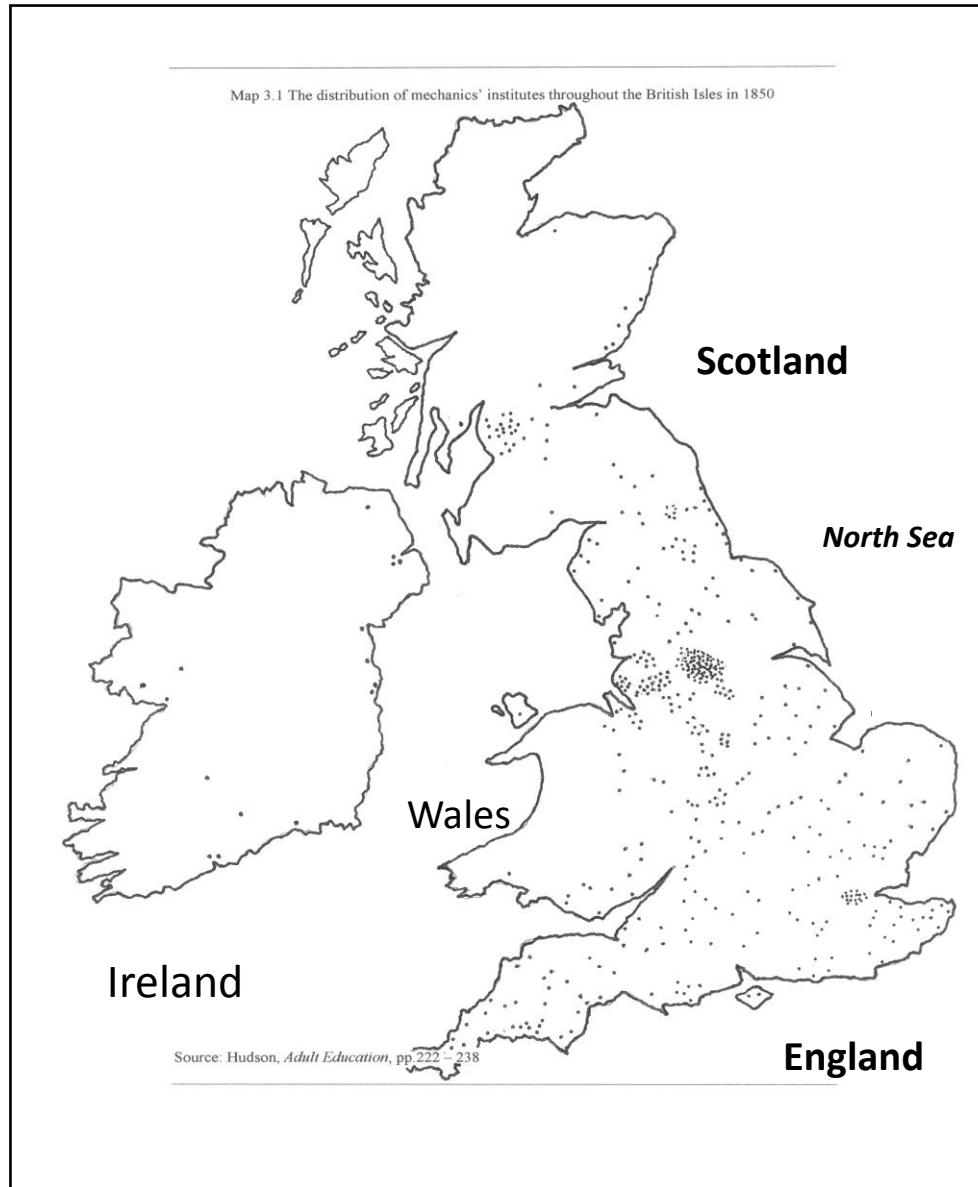 Map 3.1 The distribution of mechanics' institutes throughout the British Isles in 1850
Scotland
North Sea
Wales
Ireland
England
Source: Hudson, Adult Education, pp.222 – 238